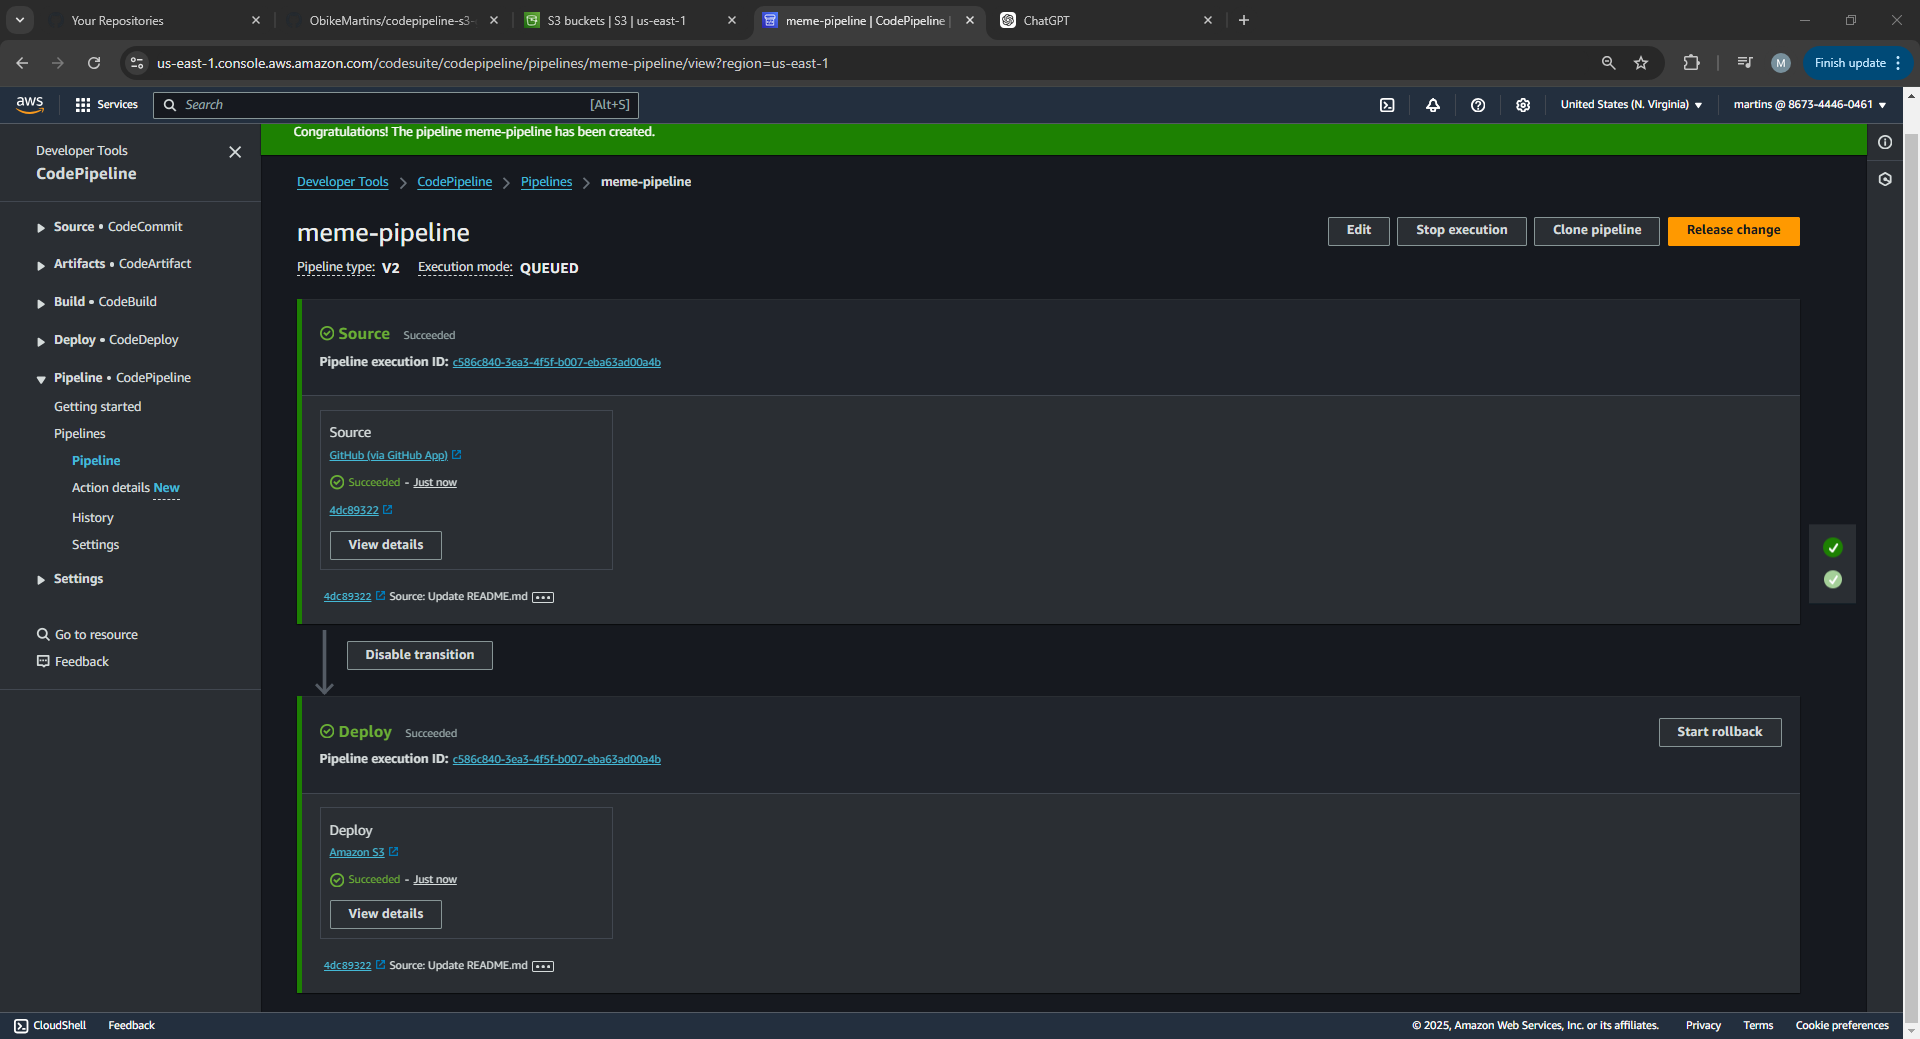 Your Repositories
ObikeMartins/codepipeline-s3-
S3 buckets | S3 | us-east-1
meme-pipeline | CodePipeline |
ChatGPT
us-east-1.console.aws.amazon.com/codesuite/codepipeline/pipelines/meme-pipeline/view?region=us-east-1
M
Finish update
aws
Services
Search
[Alt+S]
United States (N. Virginia)
martins @ 8673-4446-0461
Congratulations! The pipeline meme-pipeline has been created.
Developer Tools
CodePipeline
Source • CodeCommit
Artifacts • CodeArtifact
Build • CodeBuild
Deploy • CodeDeploy
Pipeline • CodePipeline
Getting started
Pipelines
Pipeline
Action details New
History
Settings
Settings
Go to resource
Feedback
Developer Tools
CodePipeline
Pipelines
meme-pipeline
meme-pipeline
Edit
Stop execution
Clone pipeline
Release change
Pipeline type: V2
Execution mode: QUEUED
Source Succeeded
Pipeline execution ID: c586c840-3ea3-4f5f-b007-eba63ad00a4b
Source
GitHub (via GitHub App)
Succeeded - Just now
4dc89322
View details
4dc89322 Source: Update README.md
Disable transition
Deploy Succeeded
Start rollback
Pipeline execution ID: c586c840-3ea3-4f5f-b007-eba63ad00a4b
Deploy
Amazon S3
Succeeded - Just now
View details
4dc89322 Source: Update README.md
CloudShell
Feedback
© 2025, Amazon Web Services, Inc. or its affiliates.
Privacy
Terms
Cookie preferences